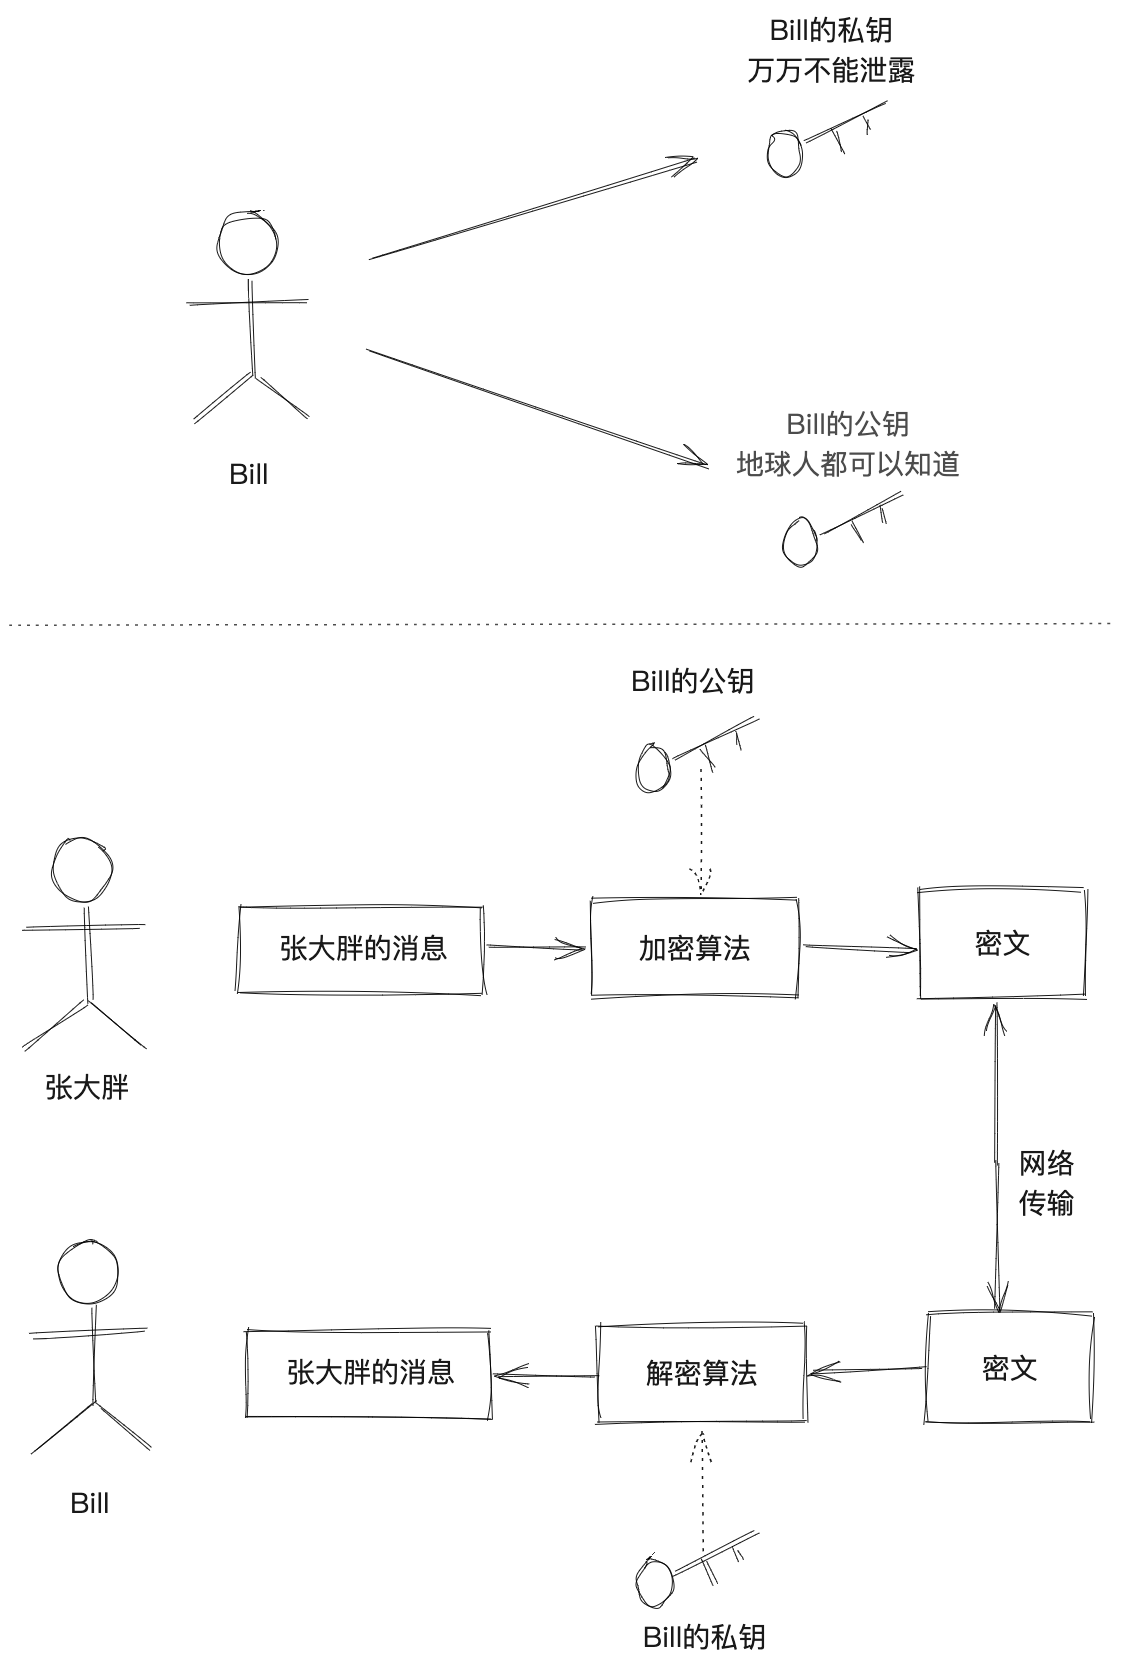 Bill的私钥
万万不能泄露
Bill
Bill的公钥
地球人都可以知道
Bill的公钥
张大胖的消息
加密算法
密文
张大胖
网络
传输
张大胖的消息
解密算法
密文
Bill
Bill的私钥